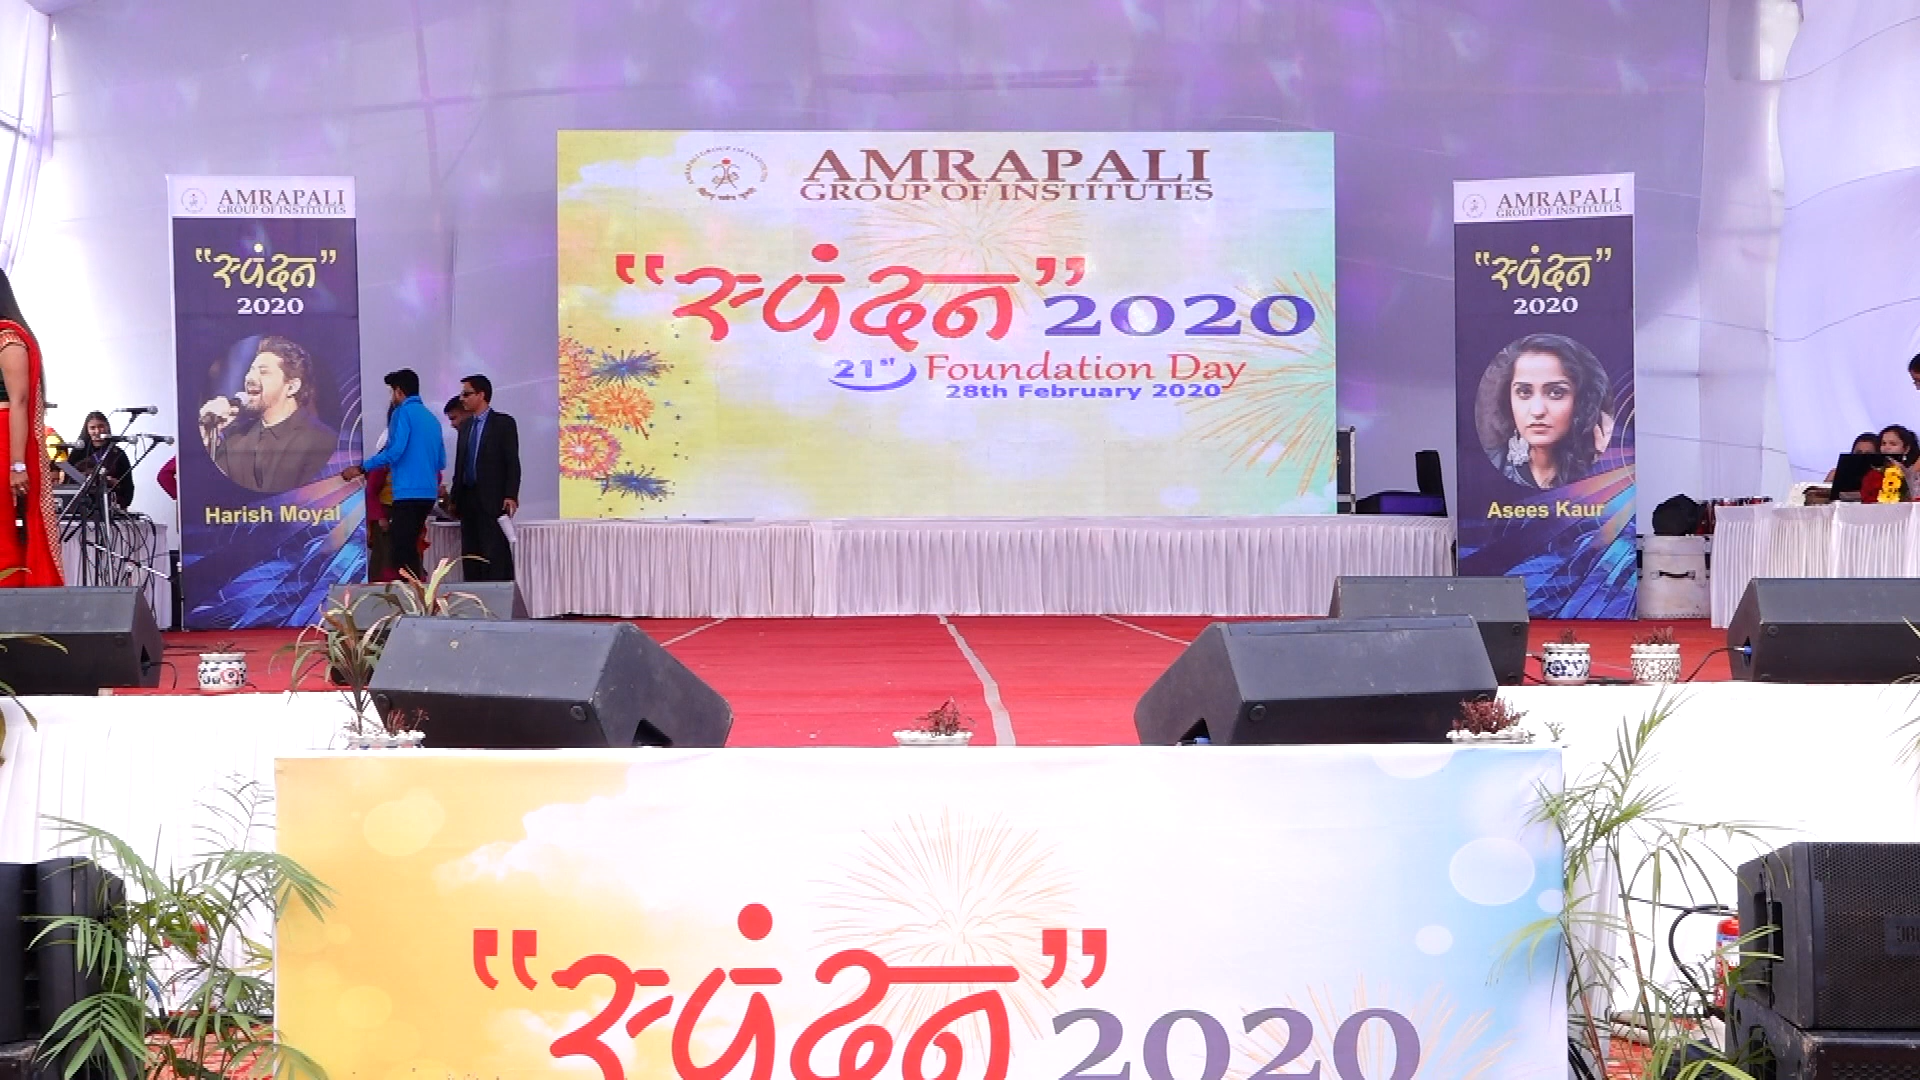 AMRAPALI
GROUP OF INSTITUTES
"स्पंदन" 2020
21st Foundation Day
28th February 2020
AMRAPALI
GROUP OF INSTITUTES
"स्पंदन"
2020
Harish Moyal
AMRAPALI
GROUP OF INSTITUTES
"स्पंदन"
2020
Asees Kaur
"स्पंदन" 2020